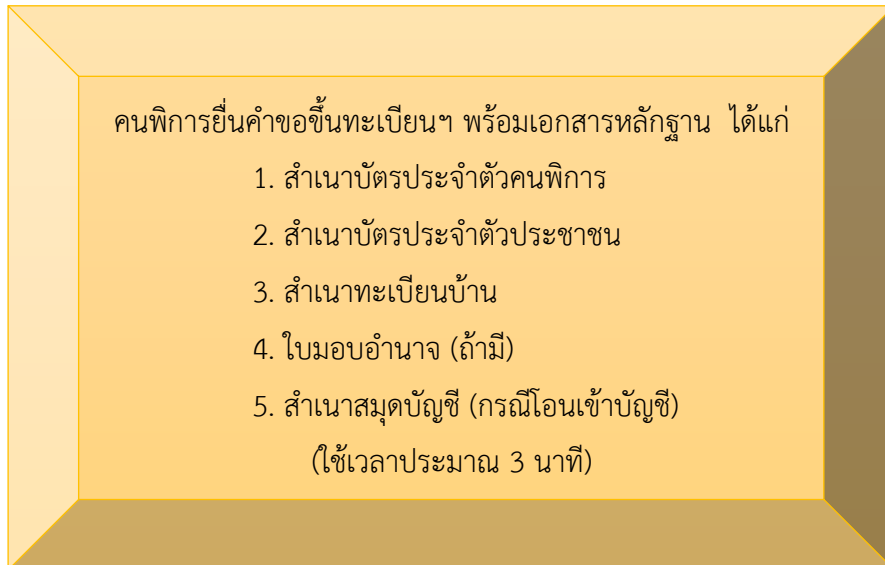 คนพิการยื่นคำขอขึ้นทะเบียนฯ พร้อมเอกสารหลักฐาน ได้แก่
1. สำเนาบัตรประจำตัวคนพิการ
2. สำเนาบัตรประจำตัวประชาชน
3. สำเนาทะเบียนบ้าน
4. ใบมอบอำนาจ (ถ้ามี)
5. สำเนาสมุดบัญชี (กรณีโอนเข้าบัญชี)
(ใช้เวลาประมาณ 3 นาที)